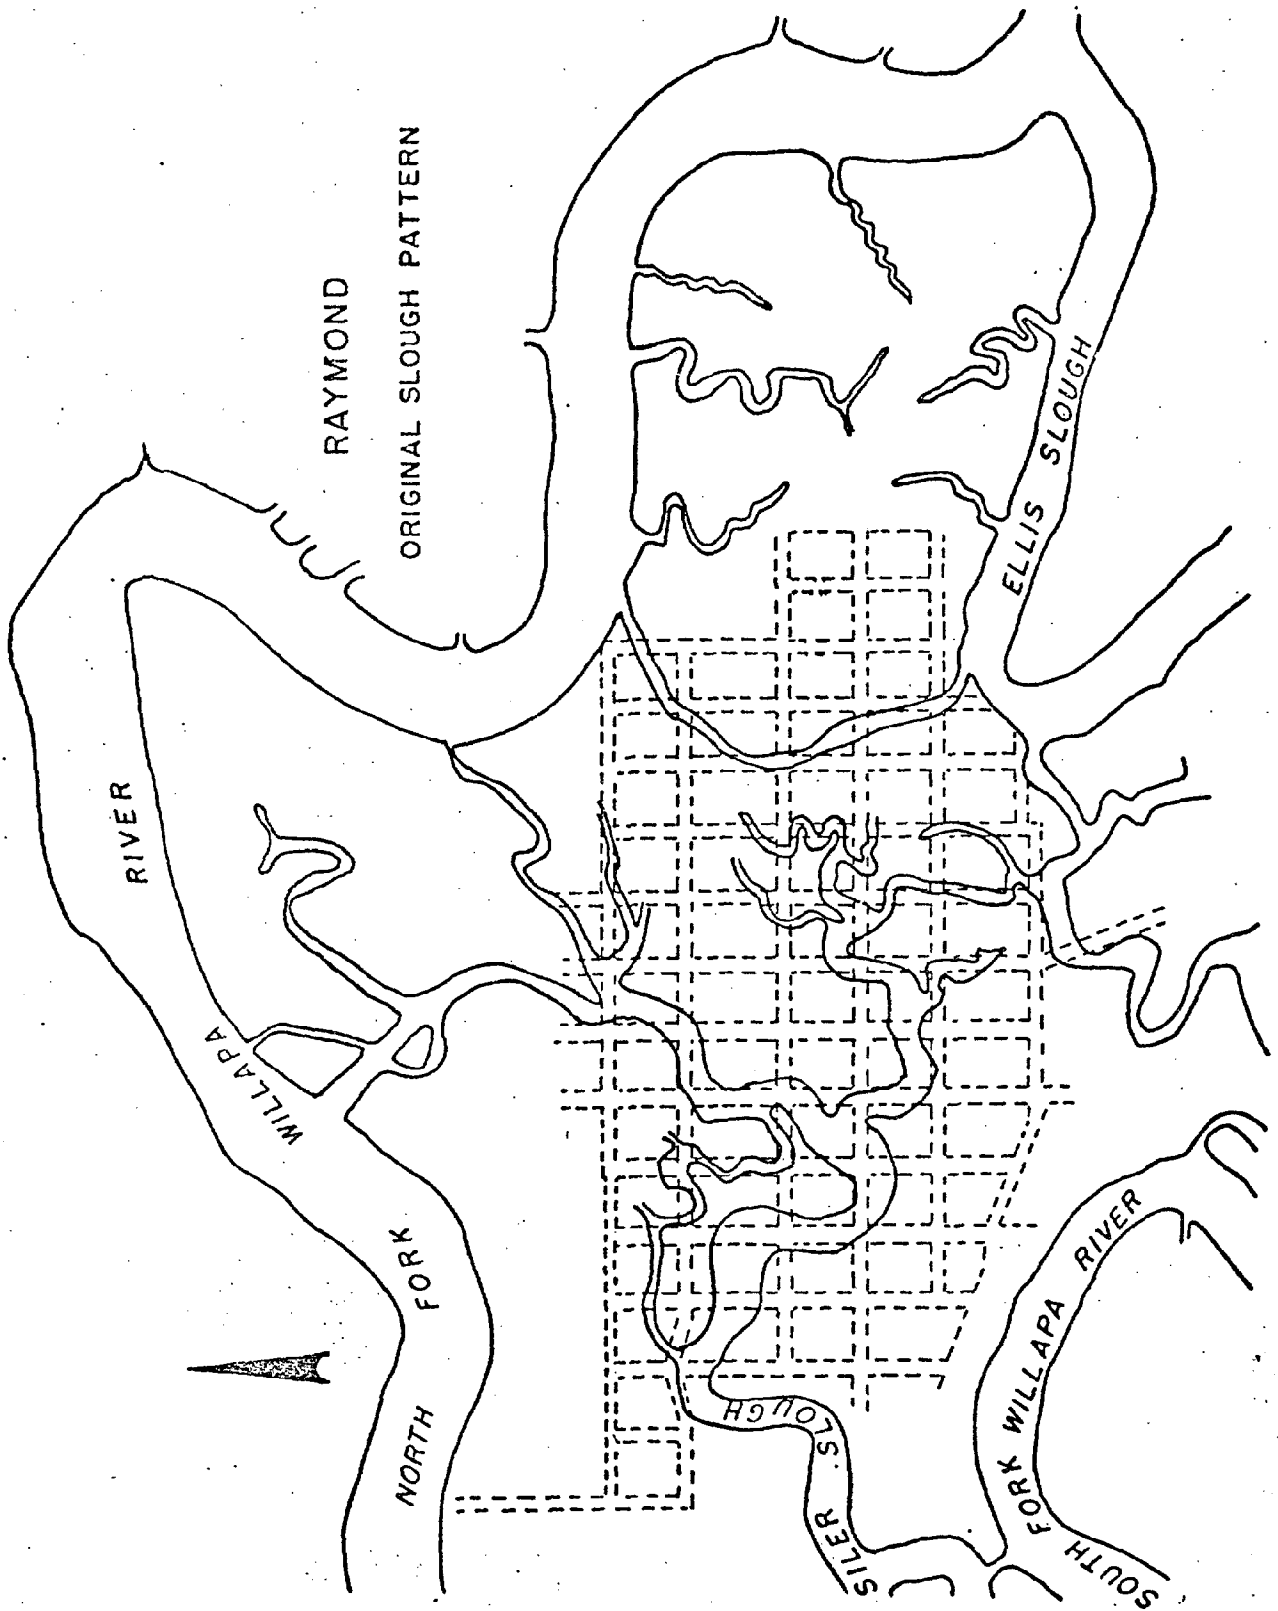 RAYMOND
ORIGINAL SLOUGH PATTERN
NORTH FORK WILLAPA RIVER
SILER SLOUGH
SOUTH FORK WILLAPA RIVER
ELLIS SLOUGH